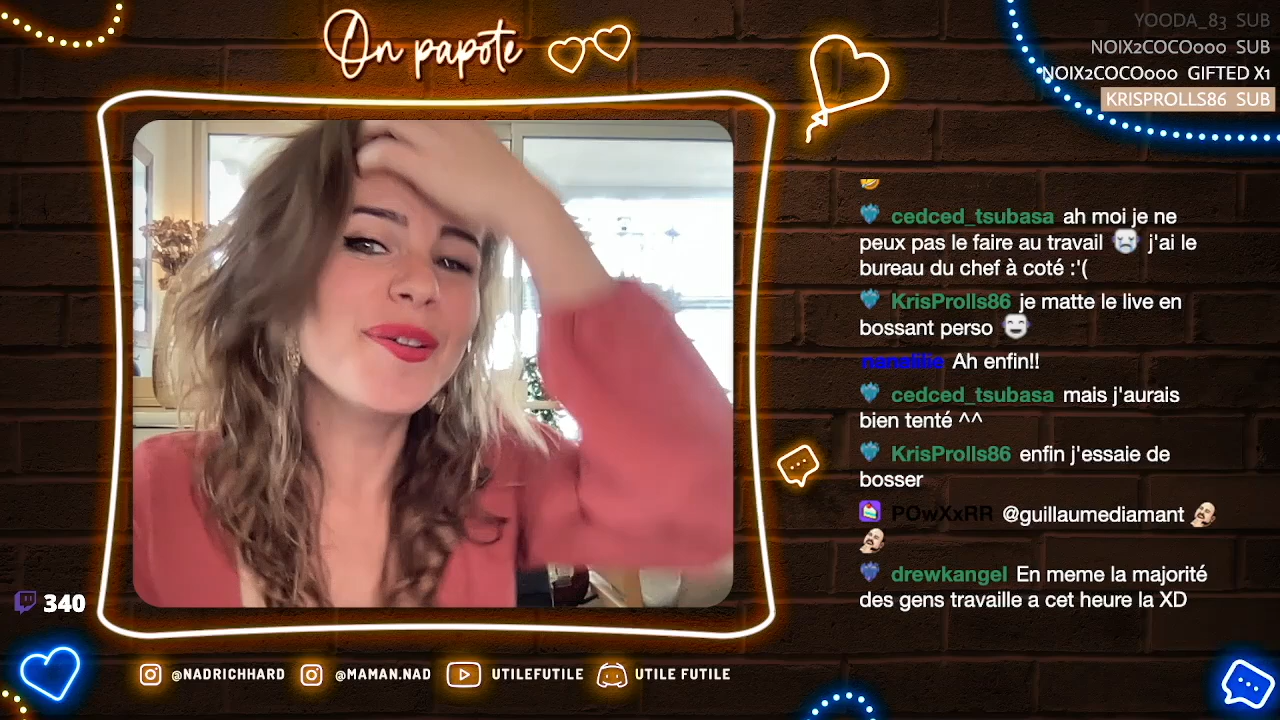 On papote
YOODA_83 SUB
NOIX2COCO000 SUB
NOIX2COCO000 GIFTED X1
KRISPROLLS86 SUB
cedced_tsubasa ah moi je ne
peux pas le faire au travail j'ai le
bureau du chef à coté :'(
KrisProlls86 je matte le live en
bossant perso
nanalilie Ah enfin!!
cedced_tsubasa mais j'aurais
bien tenté ^^
KrisProlls86 enfin j'essaie de
bosser
POwXxRR @guillaumediamant
drewkangel En meme la majorité
des gens travaille a cet heure la XD
340
@NADRICHHARD @MAMAN.NAD UTILEFUTILE UTILE FUTILE